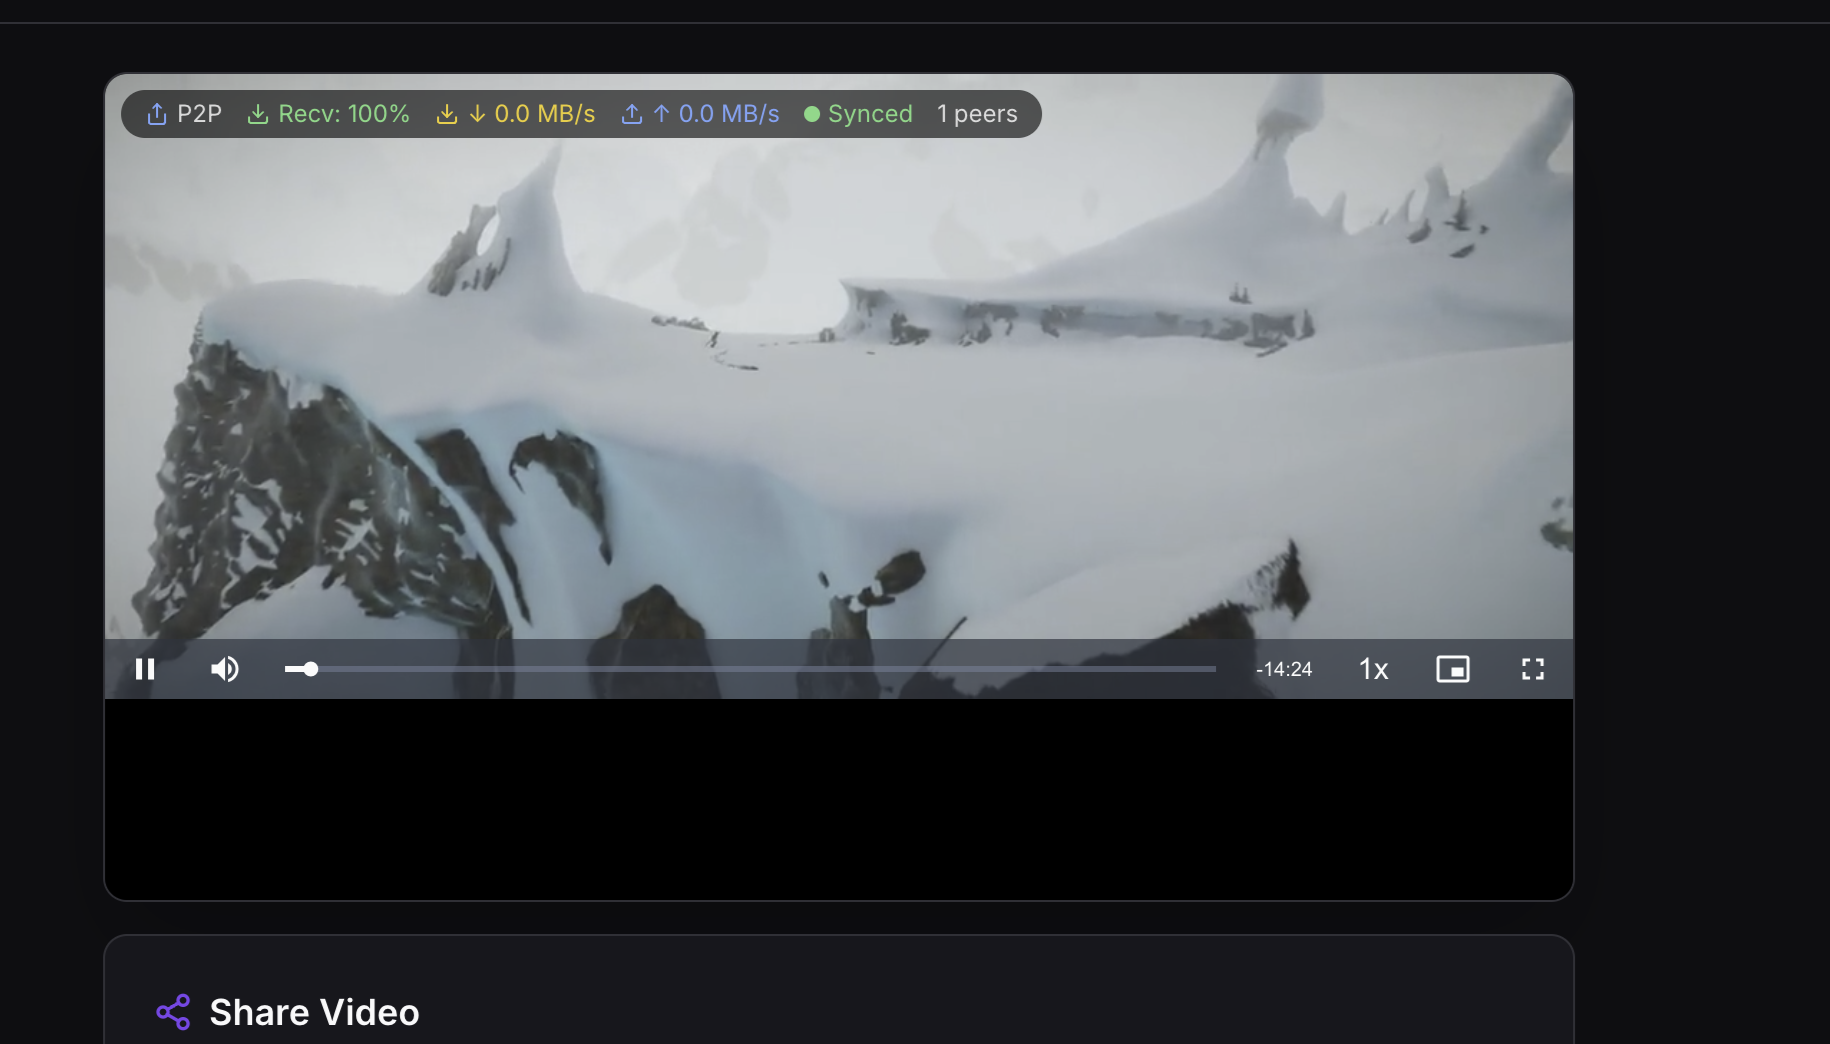 P2P Recv: 100% ↓ 0.0 MB/s ↑ 0.0 MB/s Synced 1 peers
-14:24 1x
Share Video